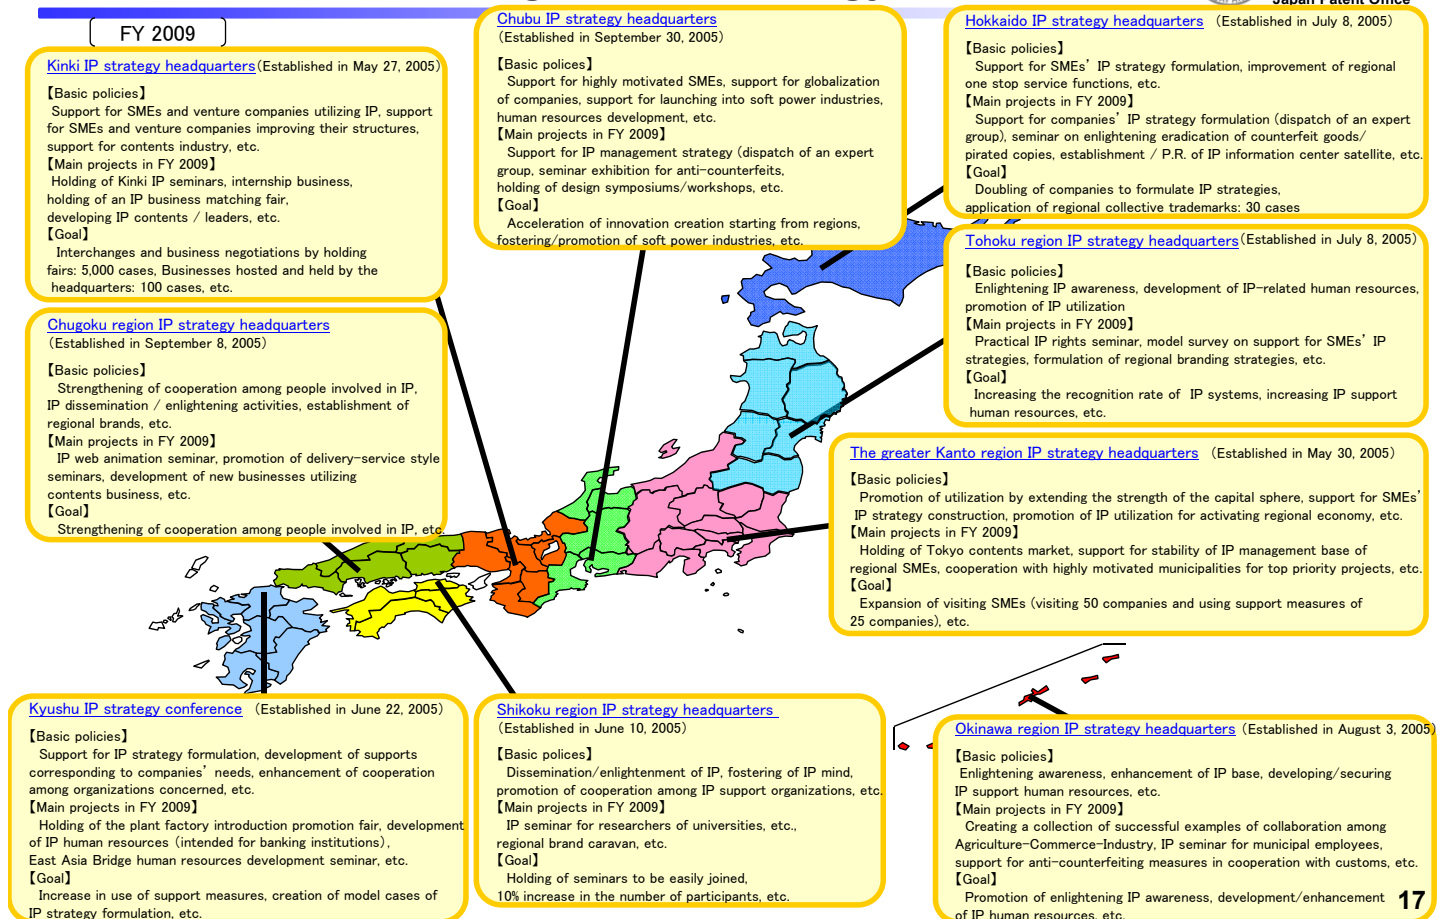 Japan Patent Office
FY 2009
Kinki IP strategy headquarters(Established in May 27, 2005)
【Basic policies】
Support for SMEs and venture companies utilizing IP, support
for SMEs and venture companies improving their structures,
support for contents industry, etc.
【Main projects in FY 2009】
Holding of Kinki IP seminars, internship business,
holding of an IP business matching fair,
developing IP contents / leaders, etc.
【Goal】
Interchanges and business negotiations by holding
fairs: 5,000 cases, Businesses hosted and held by the
headquarters: 100 cases, etc.
Chugoku region IP strategy headquarters
(Established in September 8, 2005)
【Basic policies】
Strengthening of cooperation among people involved in IP,
IP dissemination / enlightening activities, establishment of
regional brands, etc.
【Main projects in FY 2009】
IP web animation seminar, promotion of delivery-service style
seminars, development of new businesses utilizing
contents business, etc.
【Goal】
Strengthening of cooperation among people involved in IP, etc.
Chubu IP strategy headquarters
(Established in September 30, 2005)
【Basic polices】
Support for highly motivated SMEs, support for globalization
of companies, support for launching into soft power industries,
human resources development, etc.
【Main projects in FY 2009】
Support for IP management strategy (dispatch of an expert
group, seminar exhibition for anti-counterfeits,
holding of design symposiums/workshops, etc.
【Goal】
Acceleration of innovation creation starting from regions,
fostering/promotion of soft power industries, etc.
Hokkaido IP strategy headquarters (Established in July 8, 2005)
【Basic policies】
Support for SMEs' IP strategy formulation, improvement of regional
one stop service functions, etc.
【Main projects in FY 2009】
Support for companies' IP strategy formulation (dispatch of an expert
group), seminar on enlightening eradication of counterfeit goods/
pirated copies, establishment / P.R. of IP information center satellite, etc.
【Goal】
Doubling of companies to formulate IP strategies,
application of regional collective trademarks: 30 cases
Tohoku region IP strategy headquarters(Established in July 8, 2005)
【Basic policies】
Enlightening IP awareness, development of IP-related human resources,
promotion of IP utilization
【Main projects in FY 2009】
Practical IP rights seminar, model survey on support for SMEs' IP
strategies, formulation of regional branding strategies, etc.
【Goal】
Increasing the recognition rate of IP systems, increasing IP support
human resources, etc.
The greater Kanto region IP strategy headquarters (Established in May 30, 2005)
【Basic policies】
Promotion of utilization by extending the strength of the capital sphere, support for SMEs'
IP strategy construction, promotion of IP utilization for activating regional economy, etc.
【Main projects in FY 2009】
Holding of Tokyo contents market, support for stability of IP management base of
regional SMEs, cooperation with highly motivated municipalities for top priority projects, etc.
【Goal】
Expansion of visiting SMEs (visiting 50 companies and using support measures of
25 companies), etc.
Kyushu IP strategy conference (Established in June 22, 2005)
【Basic policies】
Support for IP strategy formulation, development of supports
corresponding to companies' needs, enhancement of cooperation
among organizations concerned, etc.
【Main projects in FY 2009】
Holding of the plant factory introduction promotion fair, development
of IP human resources (intended for banking institutions),
East Asia Bridge human resources development seminar, etc.
【Goal】
Increase in use of support measures, creation of model cases of
IP strategy formulation, etc.
Shikoku region IP strategy headquarters
(Established in June 10, 2005)
【Basic policies】
Dissemination/enlightenment of IP, fostering of IP mind,
promotion of cooperation among IP support organizations, etc.
【Main projects in FY 2009】
IP seminar for researchers of universities, etc.,
regional brand caravan, etc.
【Goal】
Holding of seminars to be easily joined,
10% increase in the number of participants, etc.
Okinawa region IP strategy headquarters (Established in August 3, 2005)
【Basic policies】
Enlightening awareness, enhancement of IP base, developing/securing
IP support human resources, etc.
【Main projects in FY 2009】
Creating a collection of successful examples of collaboration among
Agriculture-Commerce-Industry, IP seminar for municipal employees,
support for anti-counterfeiting measures in cooperation with customs, etc.
【Goal】
Promotion of enlightening IP awareness, development/enhancement
of IP human resources, etc.
17